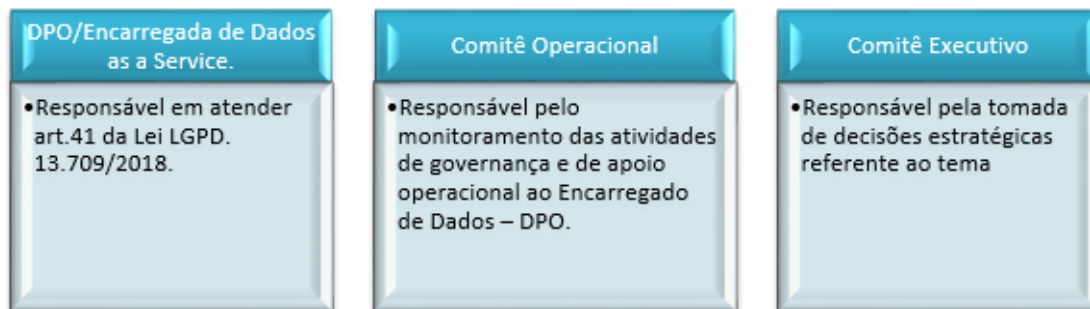 DPO/Encarregada de Dados
as a Service.
•Responsável em atender
art.41 da Lei LGPD.
13.709/2018.
Comitê Operacional
•Responsável pelo
monitoramento das atividades
de governança e de apoio
operacional ao Encarregado
de Dados – DPO.
Comitê Executivo
•Responsável pela tomada
de decisões estratégicas
referente ao tema